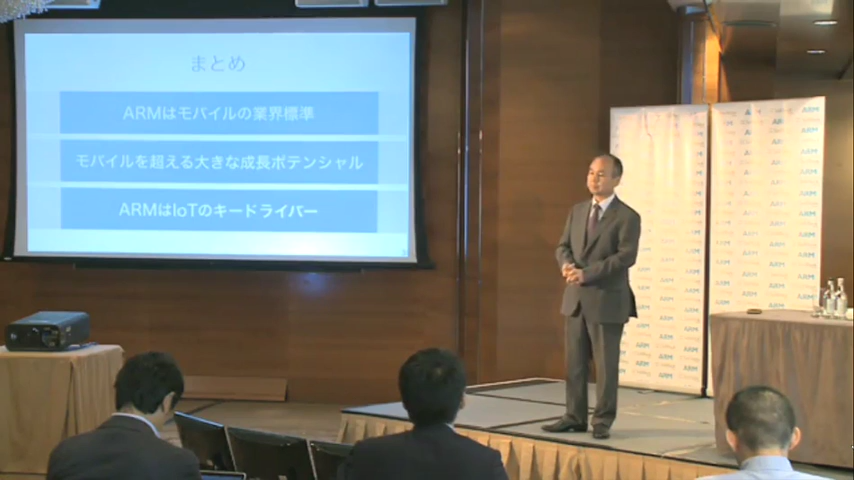 まとめ
ARMはモバイルの業界標準
モバイルを超える大きな成長ポテンシャル
ARMはIoTのキードライバー
ARM